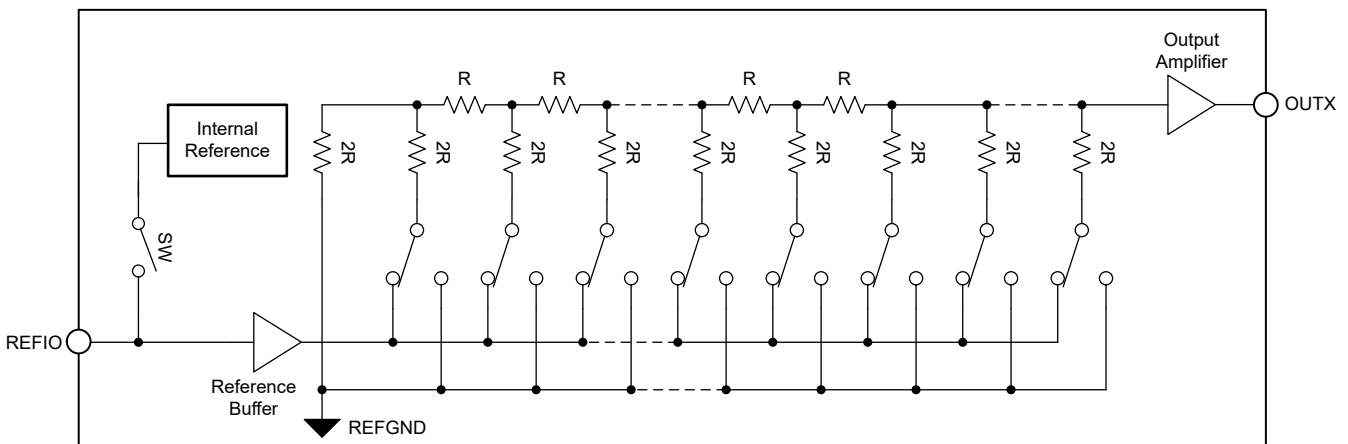 Output
Amplifier
R
R
R
R
OUTX
Internal
Reference
2R
2R
2R
2R
2R
2R
2R
2R
2R
SW
REFIO
Reference
Buffer
REFGND